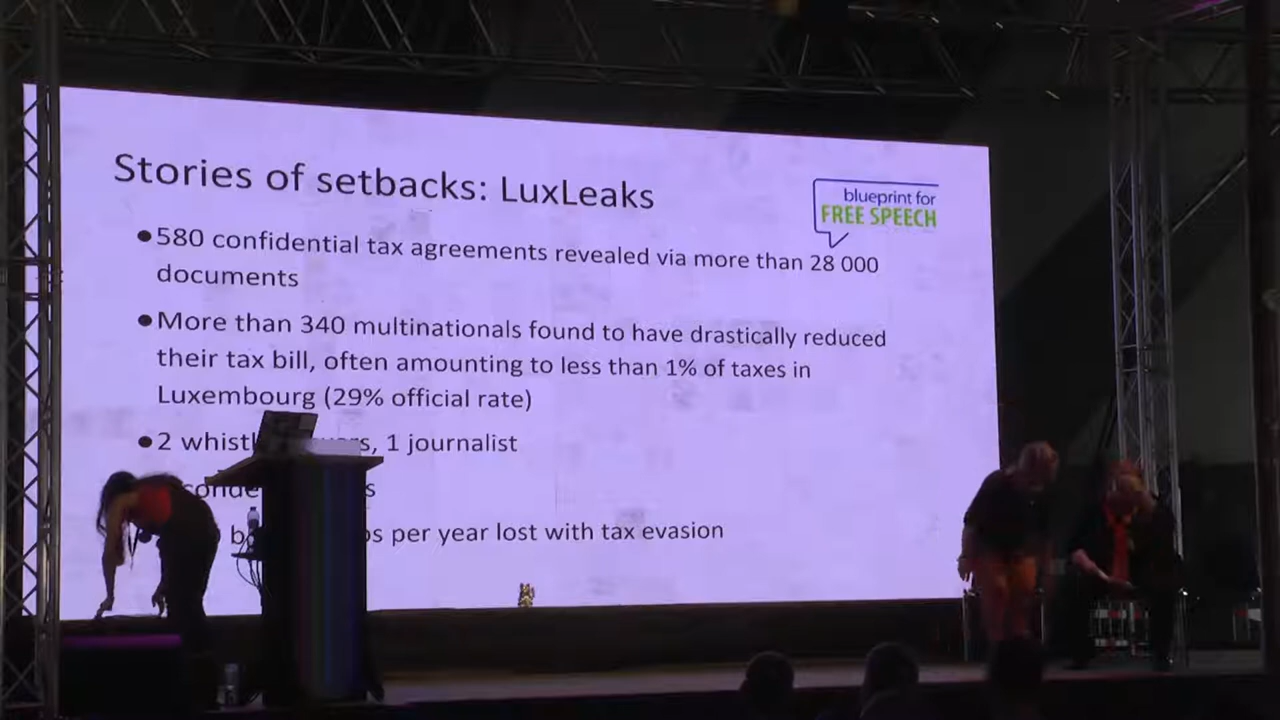 Stories of setbacks: LuxLeaks
blueprint for
FREE SPEECH
●580 confidential tax agreements revealed via more than 28 000
documents
●More than 340 multinationals found to have drastically reduced
their tax bill, often amounting to less than 1% of taxes in
Luxembourg (29% official rate)
●2 , 1 journalist
per year lost with tax evasion